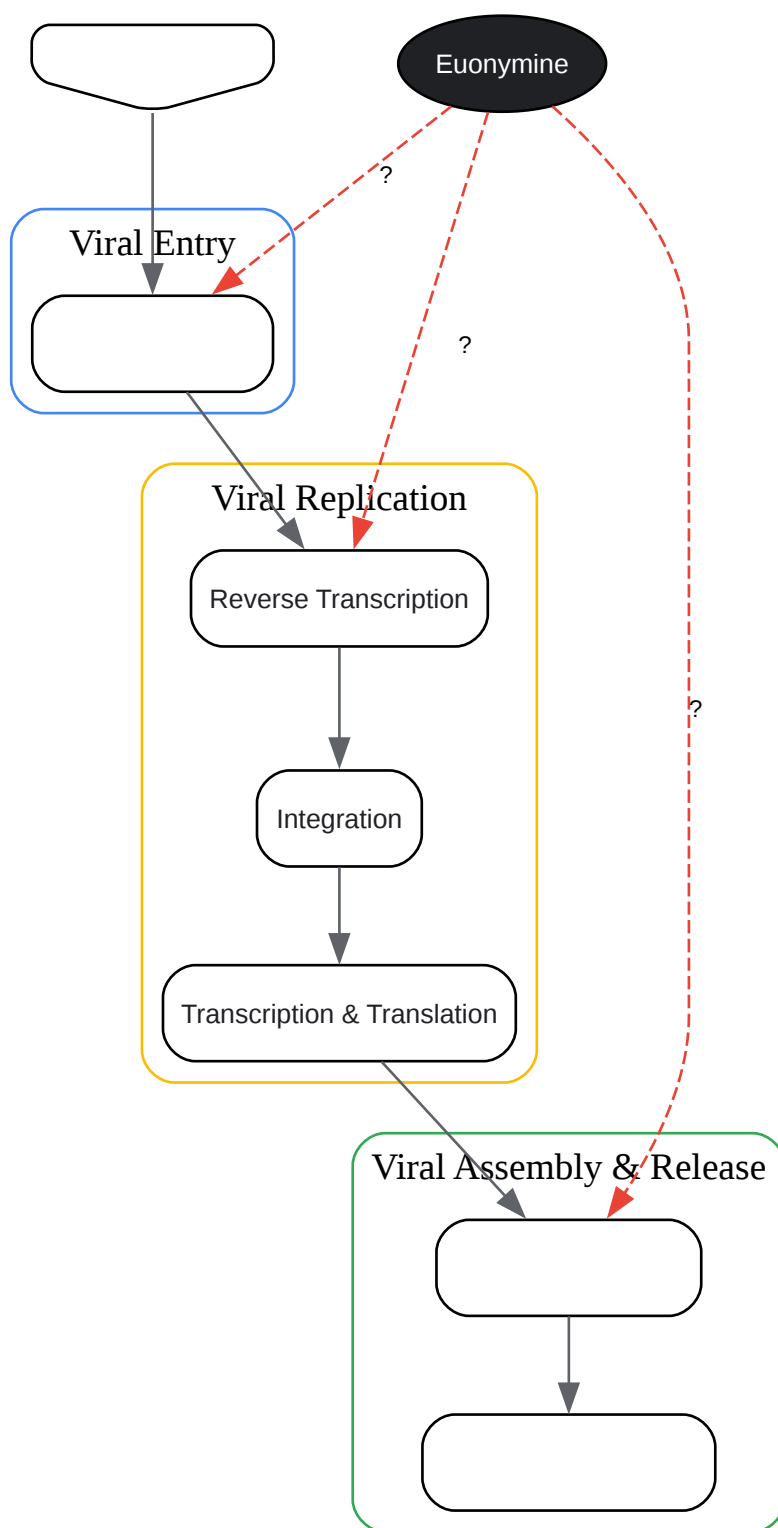 Euonymine
?
Viral Entry
?
Viral Replication
Reverse Transcription
?
Integration
Transcription & Translation
Viral Assembly & Release